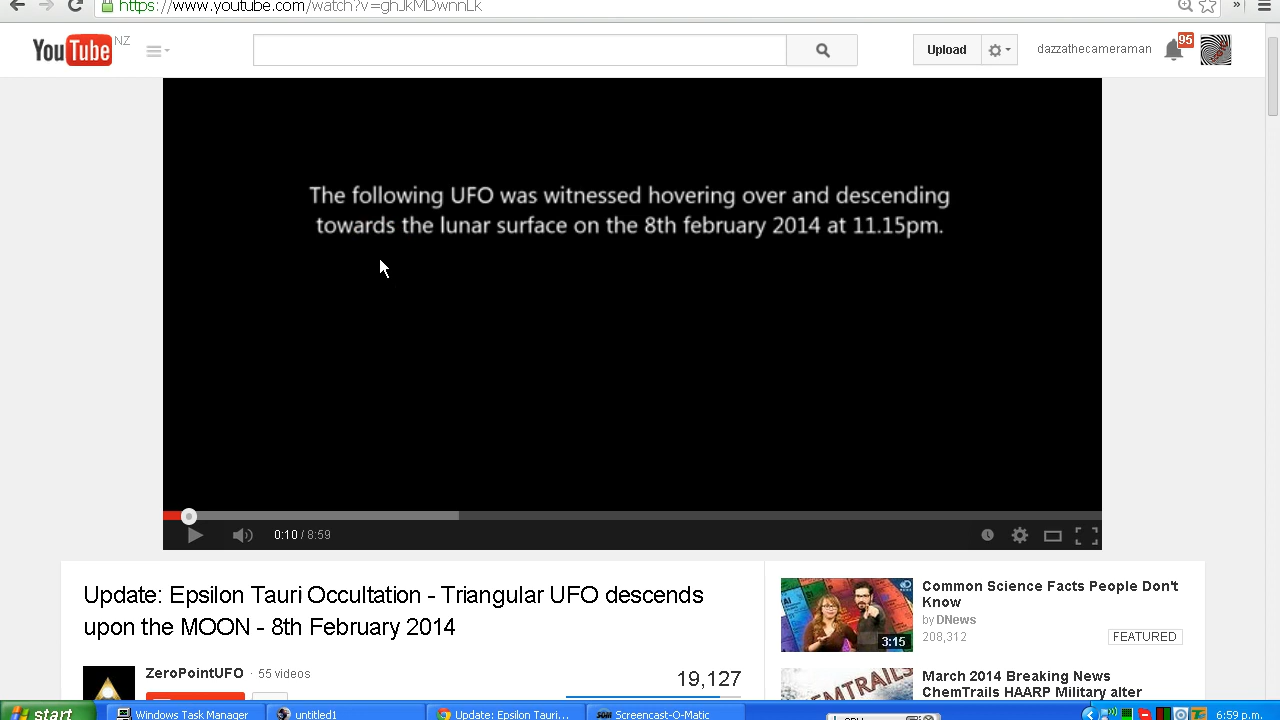 https://www.youtube.com/watch?v=ghJkMDwnnLk
YouTube NZ
Upload
dazzathecameraman
95
The following UFO was witnessed hovering over and descending
towards the lunar surface on the 8th february 2014 at 11.15pm.
0:10 / 8:59
Update: Epsilon Tauri Occultation - Triangular UFO descends
upon the MOON - 8th February 2014
ZeroPointUFO · 55 videos
19,127
3:15
Common Science Facts People Don't
Know
by DNews
208,312
FEATURED
March 2014 Breaking News
ChemTrails HAARP Military alter
start
Windows Task Manager
untitled1
Update: Epsilon Tauri...
Screencast-O-Matic
6:59 p.m.